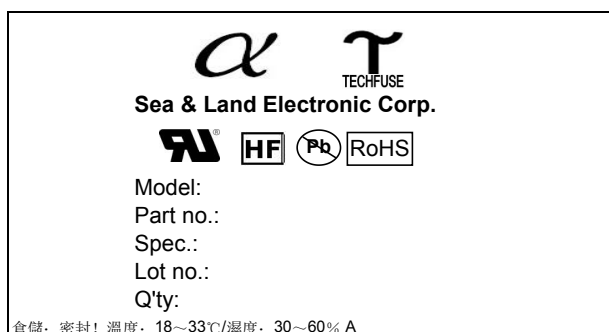 α T
TECHFUSE
Sea & Land Electronic Corp.
RU® HF Pb RoHS
Model:
Part no.:
Spec.:
Lot no.:
Q'ty:
倉儲：密封！溫度：18～33℃/濕度：30～60% A